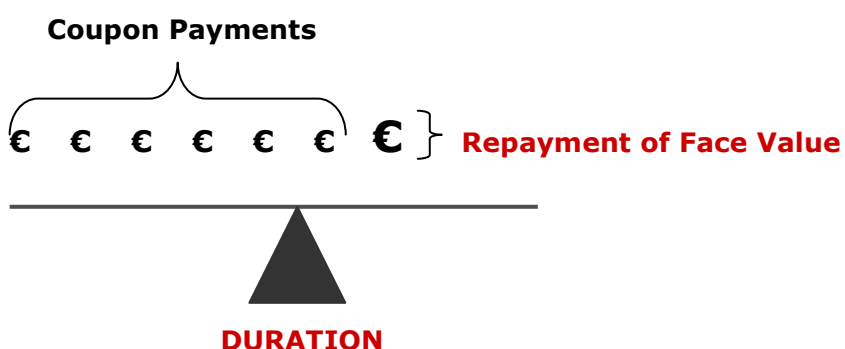 Coupon Payments
€ € € € € € € Repayment of Face Value
DURATION